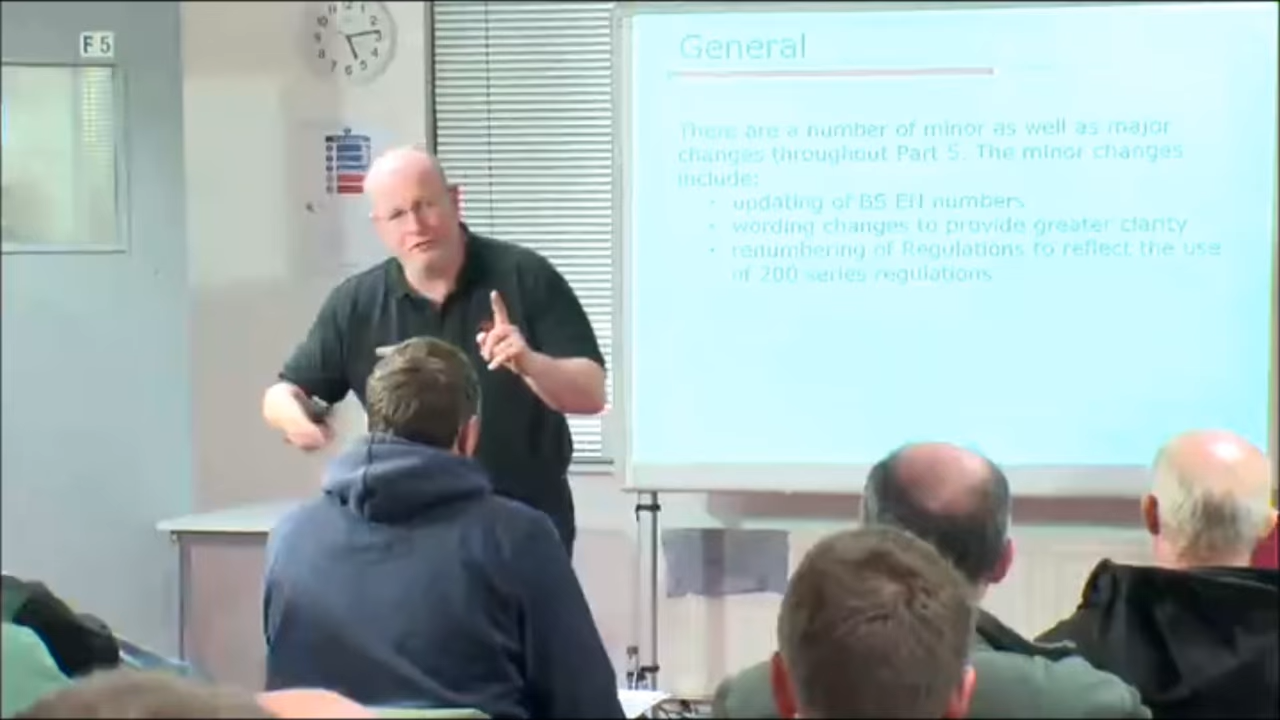 F 5
General
There are a number of minor as well as major
changes throughout Part 5. The minor changes
include:
· updating of BS EN numbers
· wording changes to provide greater clarity
· renumbering of Regulations to reflect the use
of 200 series regulations